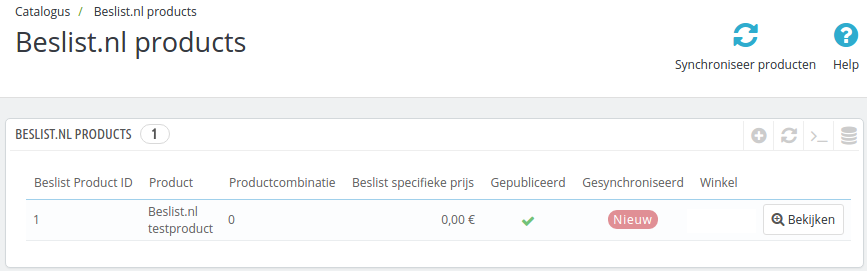 Catalogus / Beslist.nl products
Beslist.nl products
Synchroniseer producten Help
BESLIST.NL PRODUCTS 1
Beslist Product ID Product Productcombinatie Beslist specifieke prijs Gepubliceerd Gesynchroniseerd Winkel
1 Beslist.nl testproduct 0 0,00 € Nieuw Bekijken